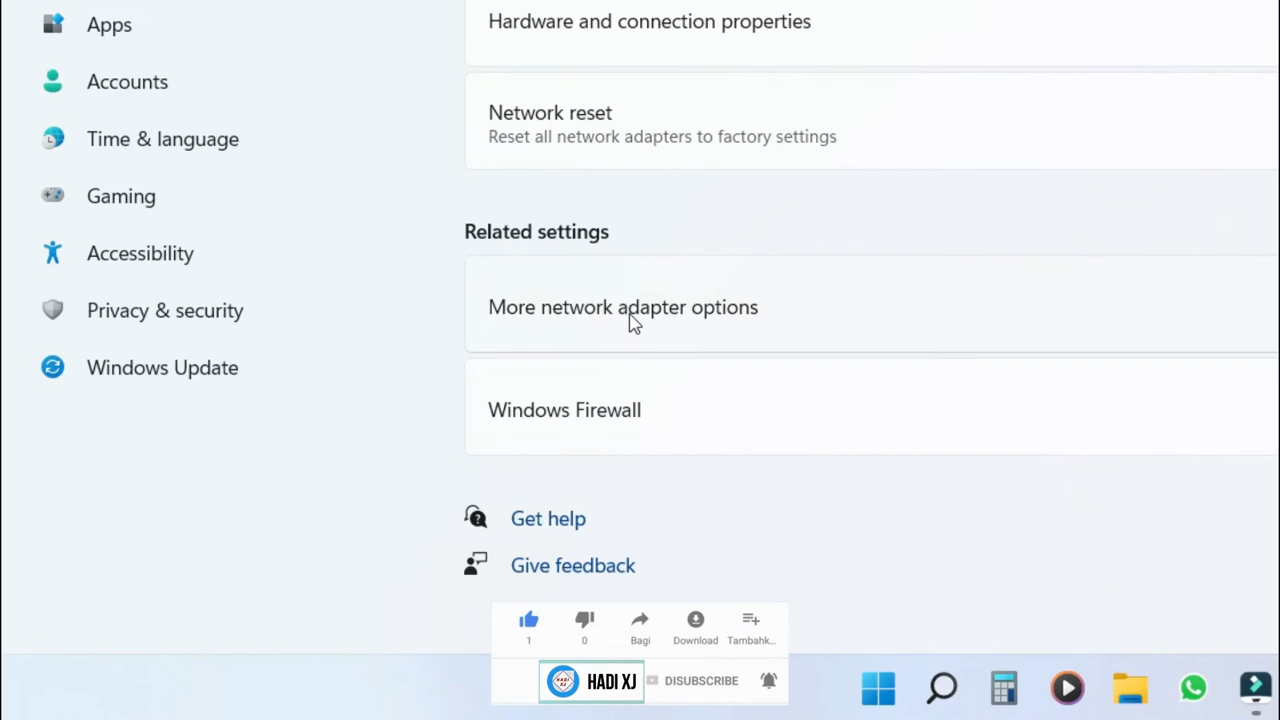 Apps
Accounts
Time & language
Gaming
Accessibility
Privacy & security
Windows Update
Hardware and connection properties
Network reset
Reset all network adapters to factory settings
Related settings
More network adapter options
Windows Firewall
Get help
Give feedback
1 0 Bagi Download Tambahk...
HADI XJ DISUBSCRIBE